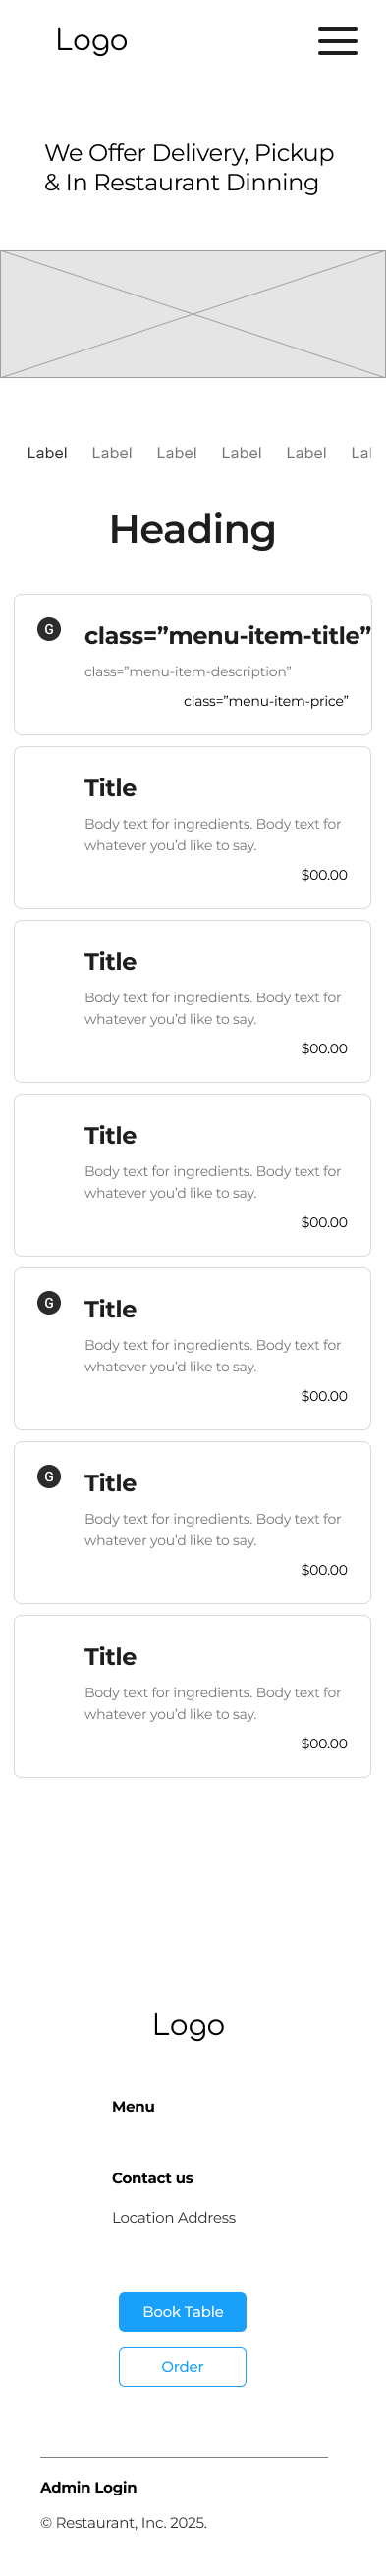 Logo
We Offer Delivery, Pickup
& In Restaurant Dinning
Label Label Label Label Label
Heading
G
class=”menu-item-title”
class=”menu-item-description”
class=”menu-item-price”
Title
Body text for ingredients. Body text for
whatever you’d like to say.
$00.00
Title
Body text for ingredients. Body text for
whatever you’d like to say.
$00.00
Title
Body text for ingredients. Body text for
whatever you’d like to say.
$00.00
G
Title
Body text for ingredients. Body text for
whatever you’d like to say.
$00.00
G
Title
Body text for ingredients. Body text for
whatever you’d like to say.
$00.00
Title
Body text for ingredients. Body text for
whatever you’d like to say.
$00.00
Logo
Menu
Contact us
Location Address
Book Table
Order
Admin Login
© Restaurant, Inc. 2025.